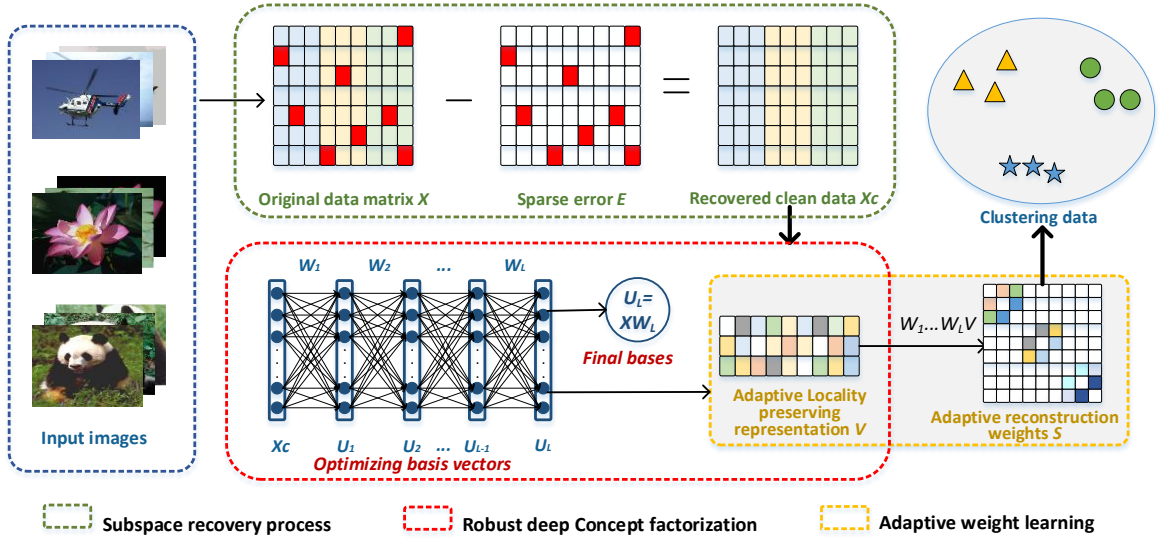 Input images
Original data matrix X
Sparse error E
Recovered clean data Xc
Clustering data
W1
W2
...
WL
UL=
XWL
Final bases
Xc
U1
U2
...
UL-1
UL
Optimizing basis vectors
Adaptive Locality
preserving
representation V
W1...WLV
Adaptive reconstruction
weights S
Subspace recovery process
Robust deep Concept factorization
Adaptive weight learning